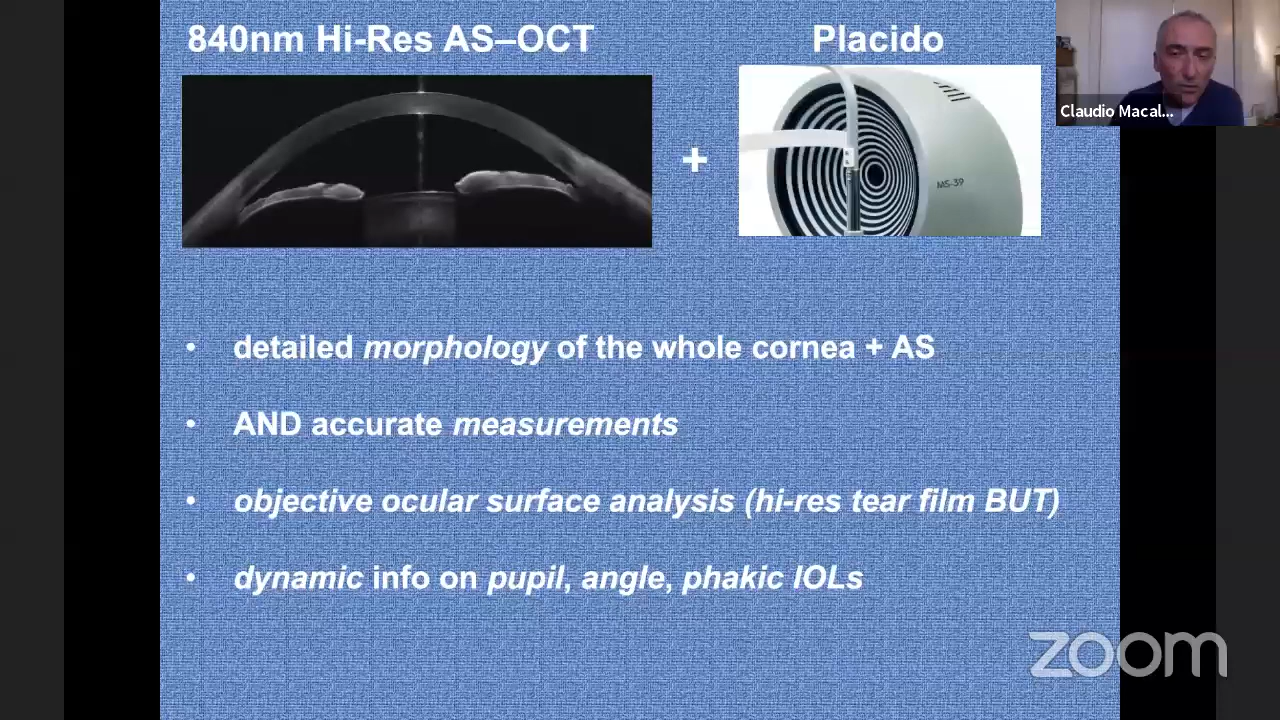 840nm Hi-Res AS–OCT
Placido
Claudio Macal...
+
MS-39
• detailed morphology of the whole cornea + AS
• AND accurate measurements
• objective ocular surface analysis (hi-res tear film BUT)
• dynamic info on pupil, angle, phakic IOLs
zoom